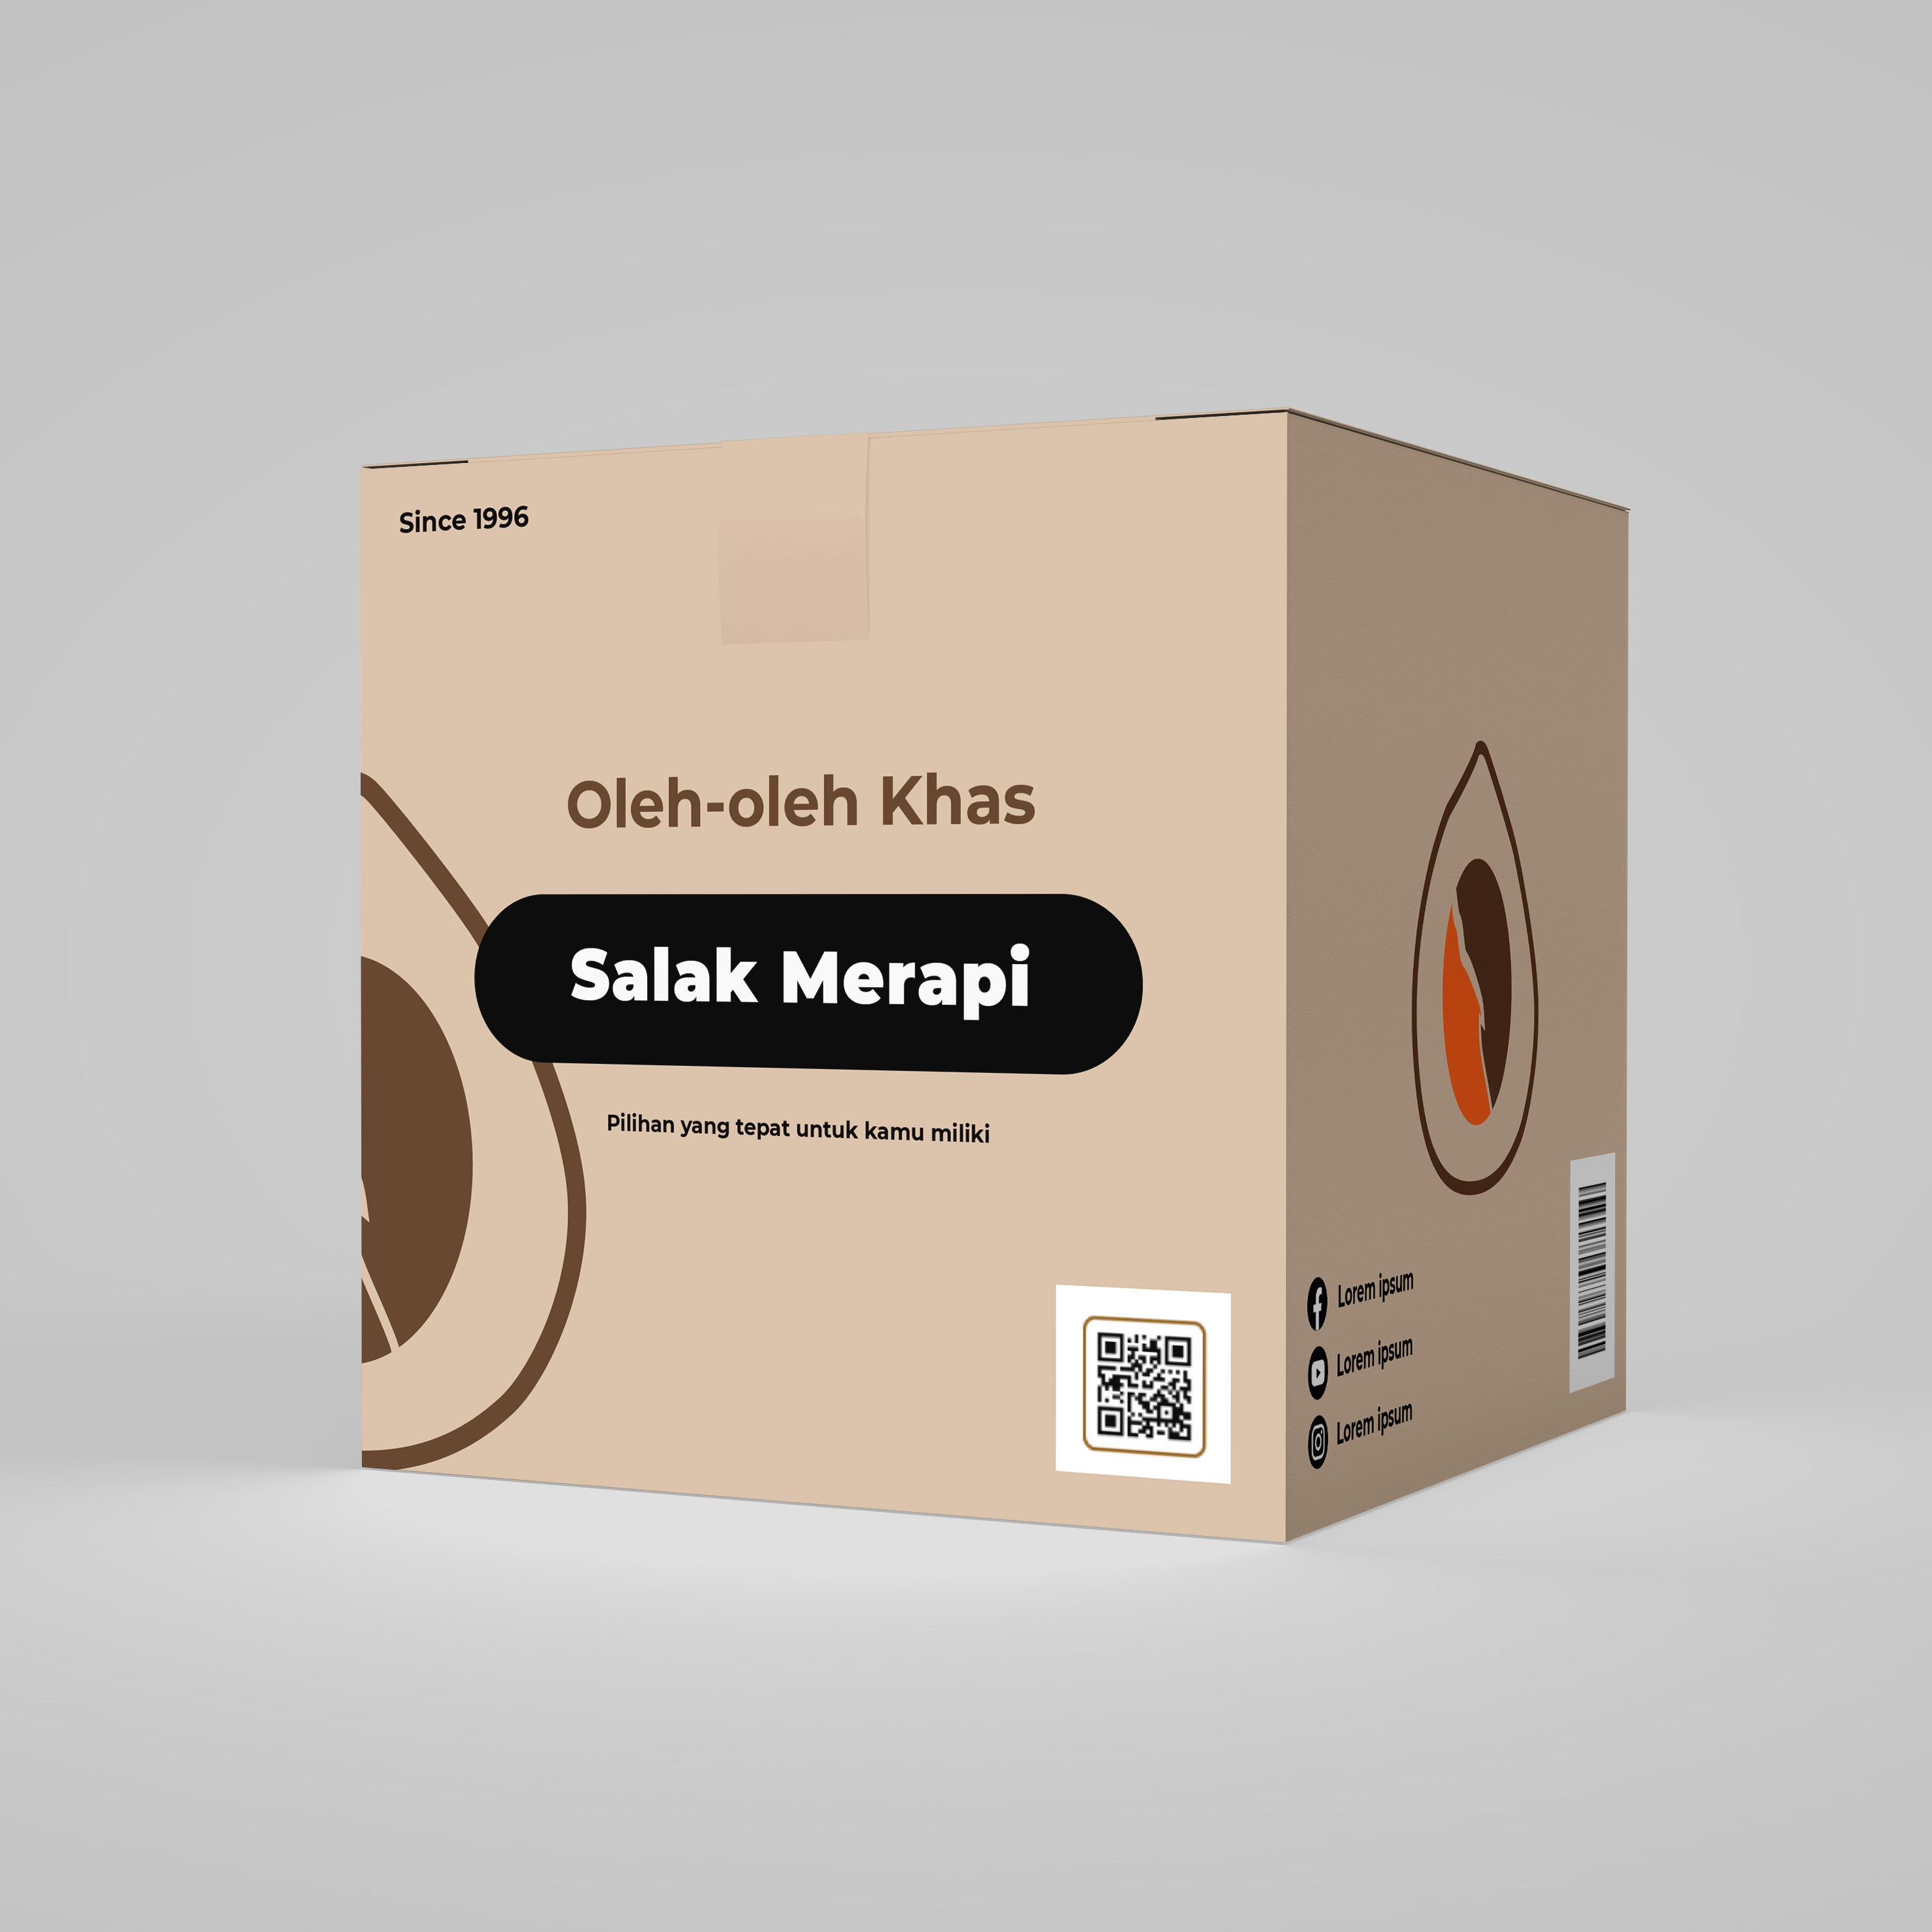 Since 1996
Oleh-oleh Khas
Salak Merapi
Pilihan yang tepat untuk kamu miliki
Lorem ipsum
Lorem ipsum
Lorem ipsum